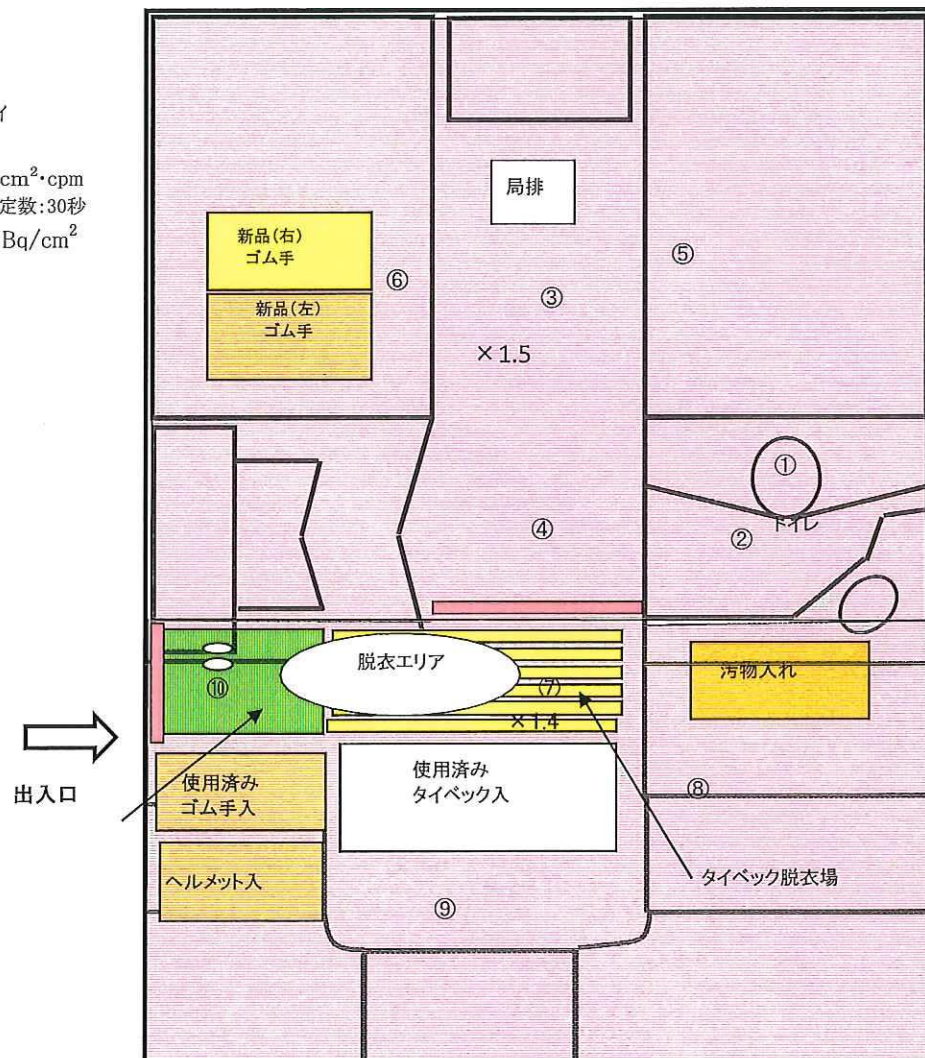 イ
cm²・cpm
定数:30秒
Bq/cm²
局排
新品(右)
ゴム手
新品(左)
ゴム手
⑥
③
⑤
×1.5
①
トイレ
②
④
脱衣エリア
⑩
(7)
×1.4
汚物入れ
出入口
使用済み
ゴム手入
使用済み
タイベック入
⑧
ヘルメット入
タイベック脱衣場
⑨